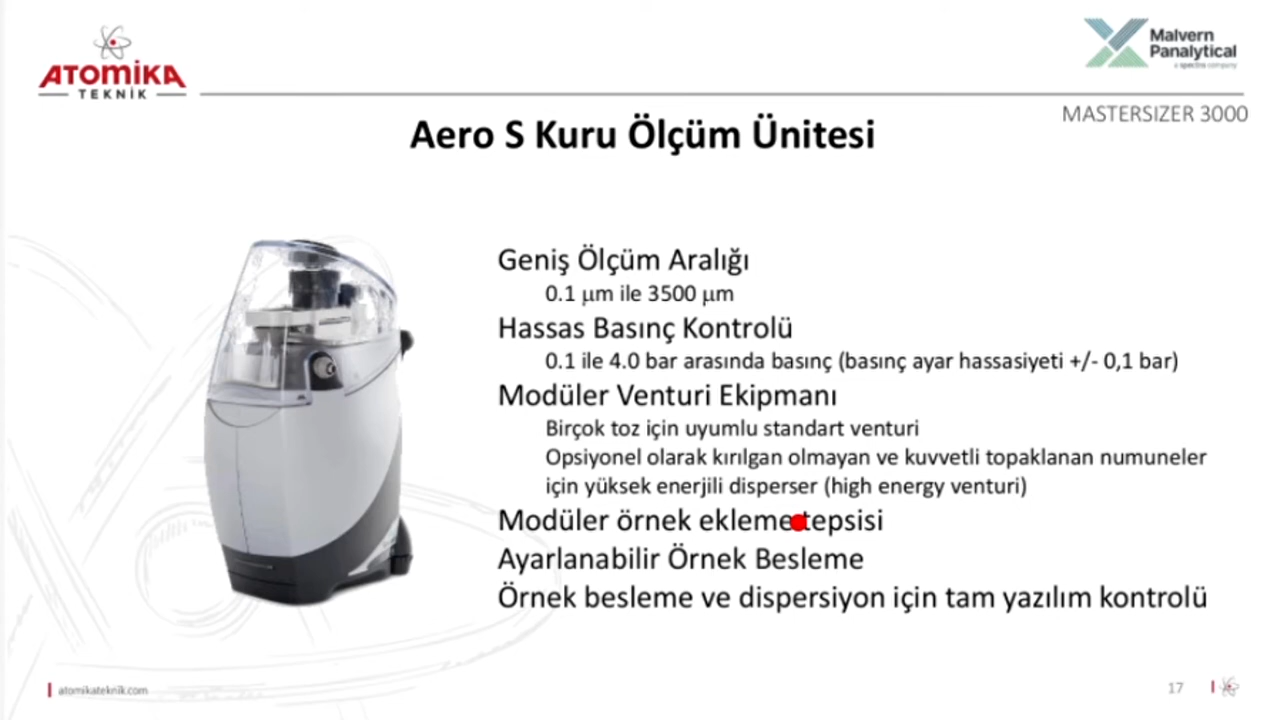 ATOMİKA
TEKNİK
Malvern
Panalytical
a spectris company
MASTERSIZER 3000
Aero S Kuru Ölçüm Ünitesi
Geniş Ölçüm Aralığı
0.1 µm ile 3500 µm
Hassas Basınç Kontrolü
0.1 ile 4.0 bar arasında basınç (basınç ayar hassasiyeti +/- 0,1 bar)
Modüler Venturi Ekipmanı
Birçok toz için uyumlu standart venturi
Opsiyonel olarak kırılgan olmayan ve kuvvetli topaklanan numuneler
için yüksek enerjili disperser (high energy venturi)
Modüler örnek ekleme tepsisi
Ayarlanabilir Örnek Besleme
Örnek besleme ve dispersiyon için tam yazılım kontrolü
atomikateknik.com
17